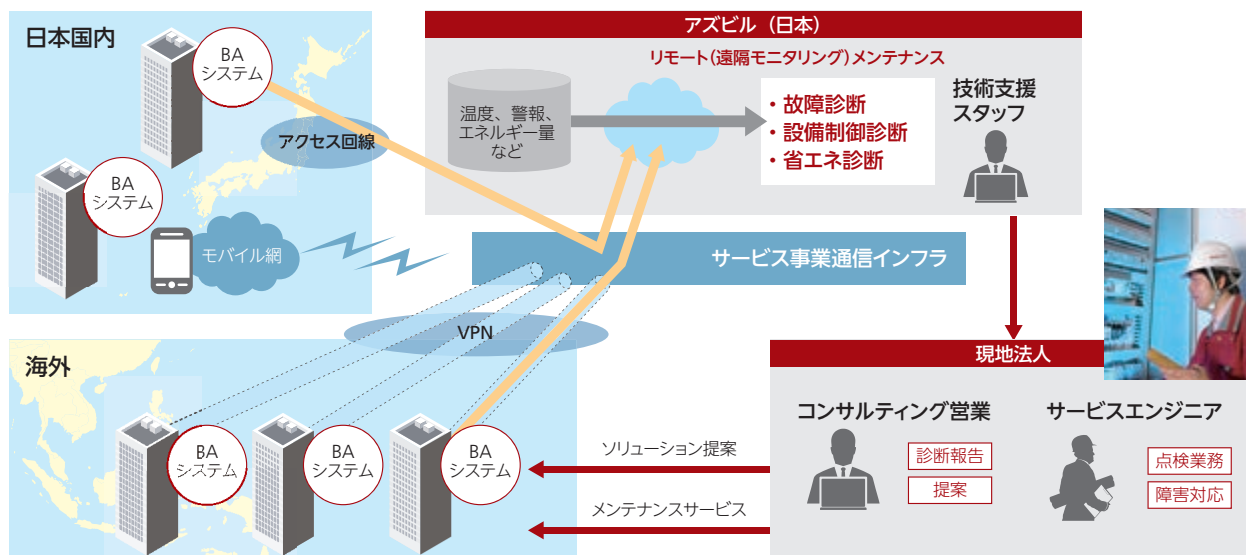 日本国内
BA
システム
アクセス回線
BA
システム
モバイル網
アズビル（日本）
リモート（遠隔モニタリング）メンテナンス
温度、警報、
エネルギー量
など
・故障診断
・設備制御診断
・省エネ診断
技術支援
スタッフ
サービス事業通信インフラ
VPN
海外
BA
システム
BA
システム
BA
システム
ソリューション提案
メンテナンスサービス
現地法人
コンサルティング営業
診断報告
提案
サービスエンジニア
点検業務
障害対応